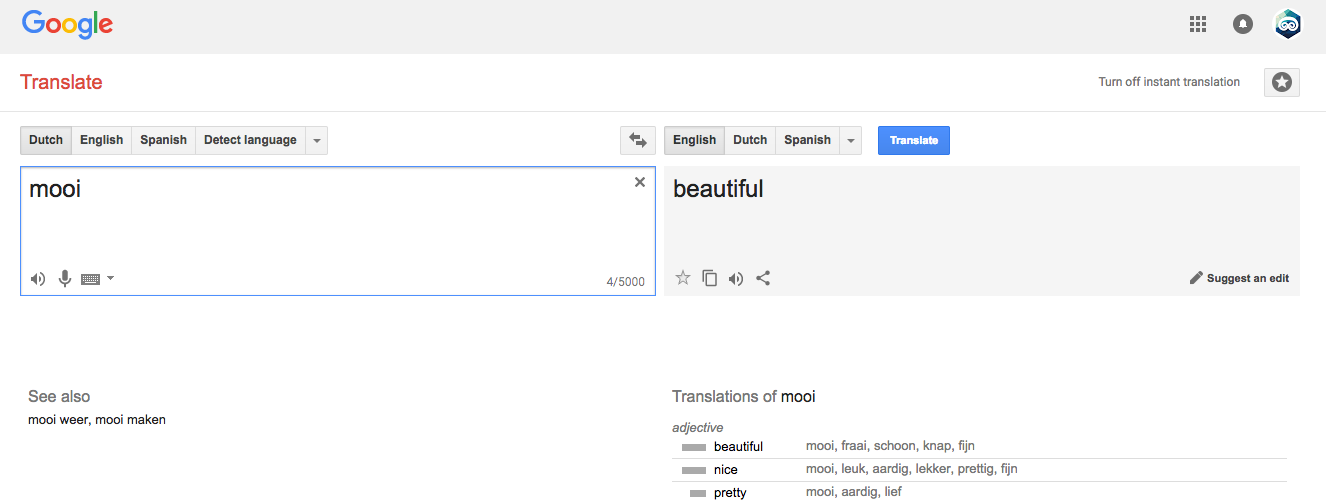 Google
Translate
Turn off instant translation
Dutch English Spanish Detect language
English Dutch Spanish Translate
mooi
4/5000
beautiful
Suggest an edit
See also
mooi weer, mooi maken
Translations of mooi
adjective
beautiful mooi, fraai, schoon, knap, fijn
nice mooi, leuk, aardig, lekker, prettig, fijn
pretty mooi, aardig, lief